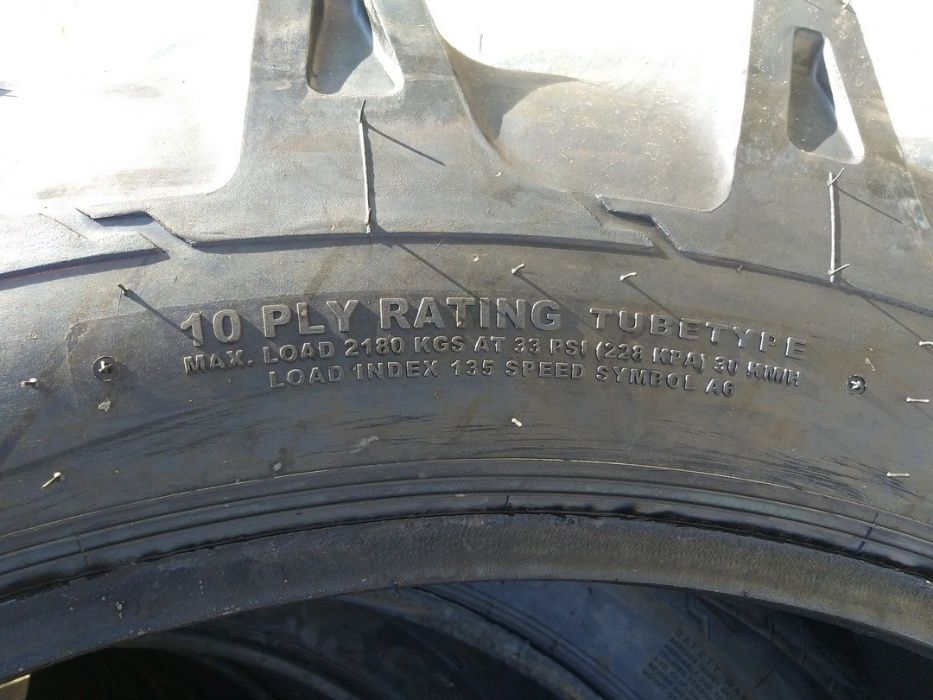 10 PLY RATING TUBETYPE
MAX. LOAD 2180 KGS AT 33 PSI (228 KPA) 30 KM/H
LOAD INDEX 135 SPEED SYMBOL A6